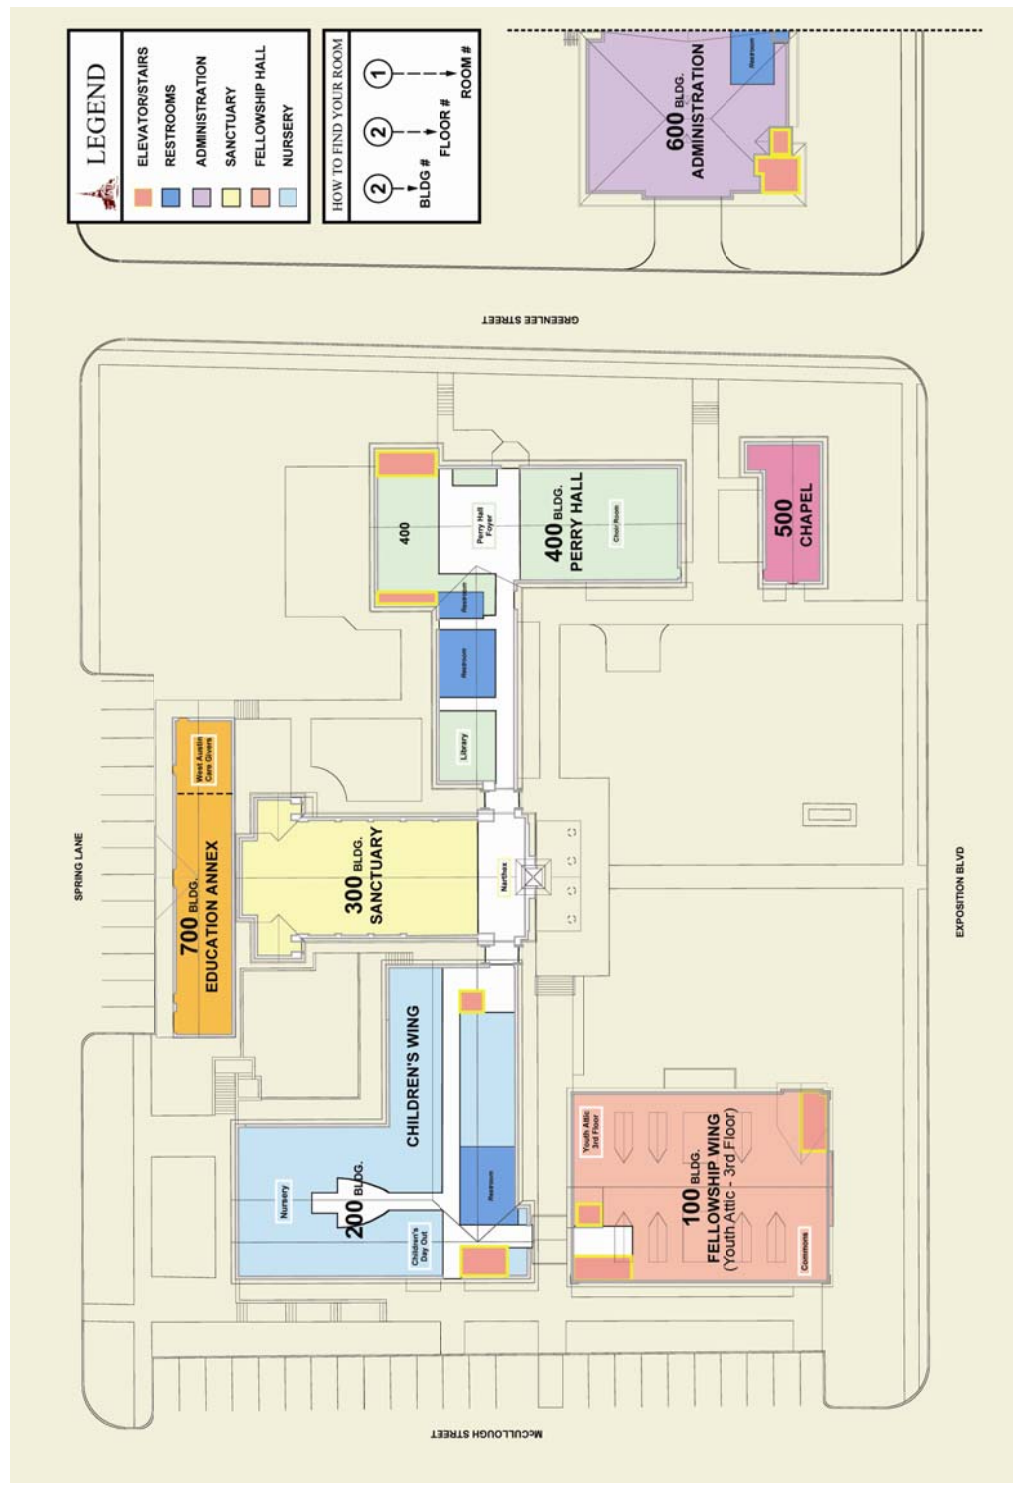 LEGEND
ELEVATOR/STAIRS
RESTROOMS
ADMINISTRATION
SANCTUARY
FELLOWSHIP HALL
NURSERY
HOW TO FIND YOUR ROOM
2
2
1
BLDG #
FLOOR #
ROOM #
600 BLDG.
ADMINISTRATION
Restroom
GREENLEE STREET
400
Perry Hall
Foyer
400 BLDG.
PERRY HALL
Choir Room
500
CHAPEL
Restroom
Restroom
Library
SPRING LANE
700 BLDG.
EDUCATION ANNEX
West Austin
Care Givers
300 BLDG.
SANCTUARY
Narthex
EXPOSITION BLVD
CHILDREN'S WING
200 BLDG.
Nursery
Children's
Day Out
Restroom
Youth Attic
3rd Floor
100 BLDG.
FELLOWSHIP WING
(Youth Attic - 3rd Floor)
Commons
McCULLOUGH STREET